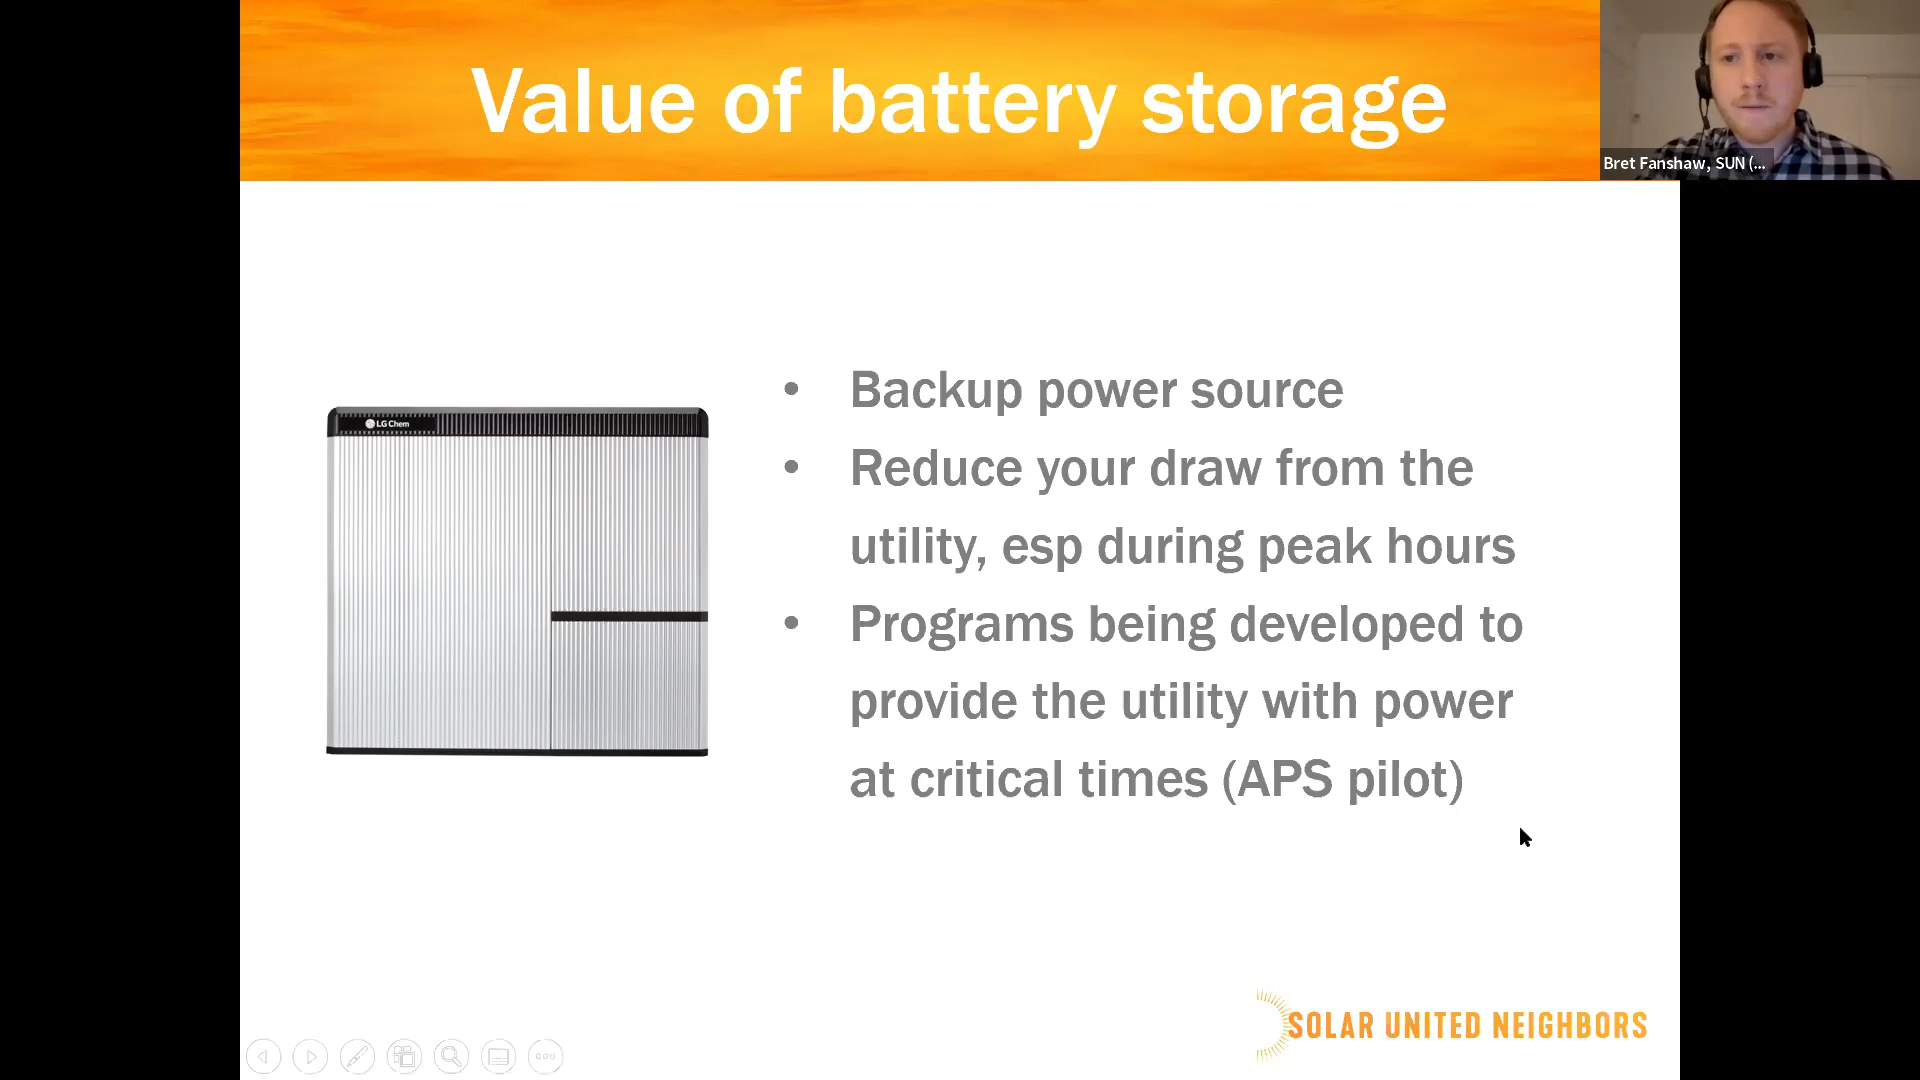 Value of battery storage
Bret Fanshaw, SUN (...
LG Chem
• Backup power source
• Reduce your draw from the
utility, esp during peak hours
• Programs being developed to
provide the utility with power
at critical times (APS pilot)
SOLAR UNITED NEIGHBORS